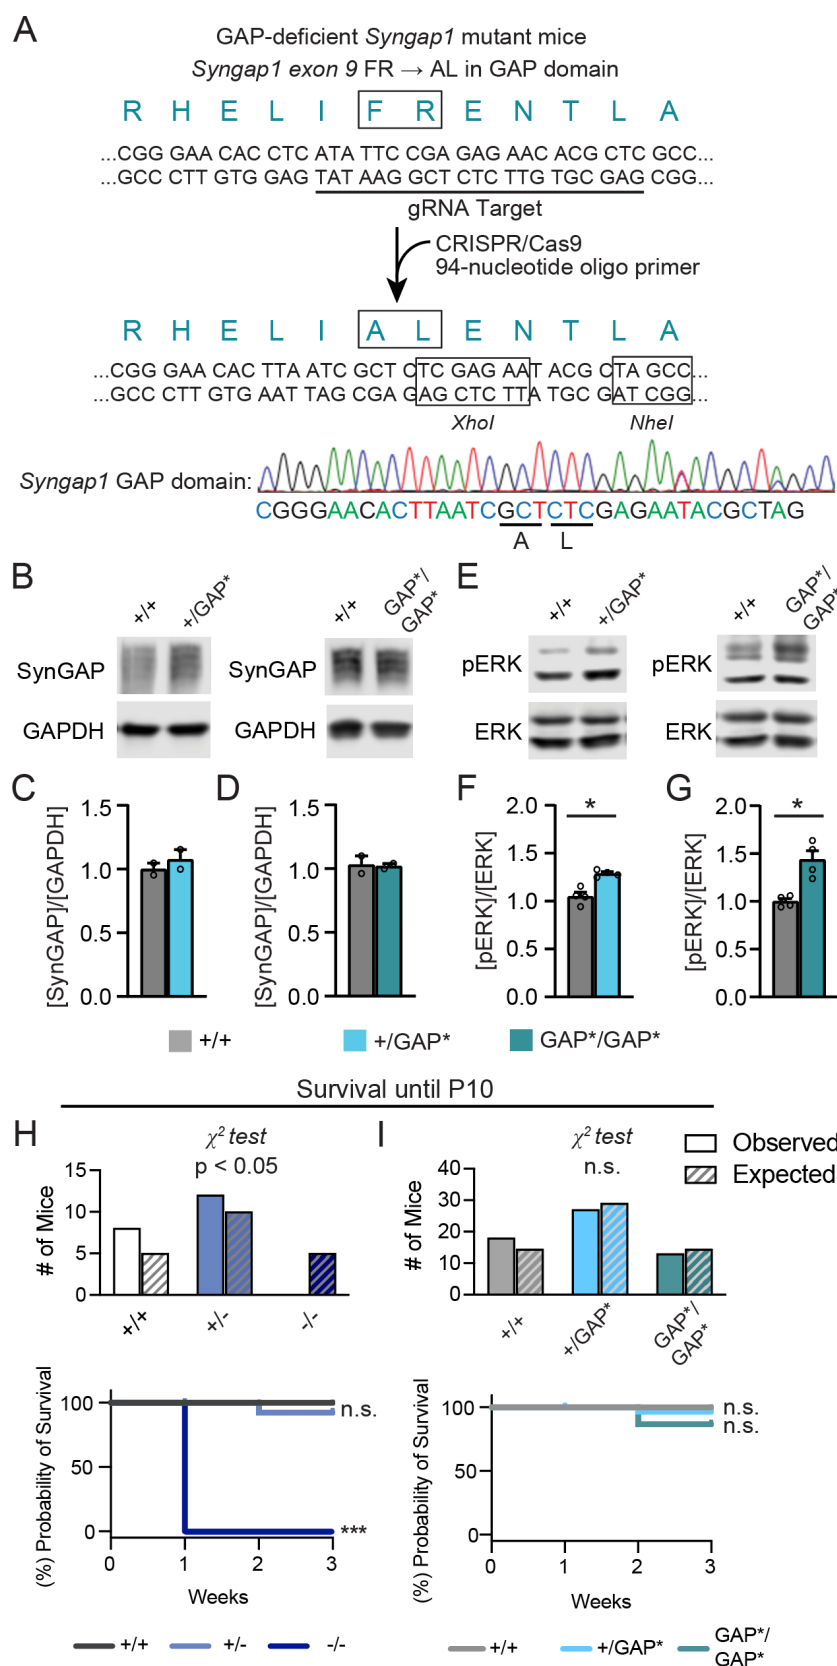 A
GAP-deficient Syngap1 mutant mice
Syngap1 exon 9 FR → AL in GAP domain
R H E L I F R E N T L A
...CGG GAA CAC CTC ATA TTC CGA GAG AAC ACG CTC GCC...
...GCC CTT GTG GAG TAT AAG GCT CTC TTG TGC GAG CGG...
gRNA Target
CRISPR/Cas9
94-nucleotide oligo primer
R H E L I A L E N T L A
...CGG GAA CAC TTA ATC GCT CTC GAG AAT ACG CTA GCC...
...GCC CTT GTG AAT TAG CGA GAG CTC TTA TGC GAT CGG...
XhoI NheI
Syngap1 GAP domain:
CGGGAACACTTAATCGCTCTCGAGAATACGCTAG
A L
B
+/+ +/GAP*
+/+ GAP*/GAP*
SynGAP
GAPDH
SynGAP
GAPDH
E
+/+ +/GAP*
+/+ GAP*/GAP*
pERK
ERK
pERK
ERK
C
[SynGAP]/[GAPDH]
1.5
1.0
0.5
0.0
D
[SynGAP]/[GAPDH]
1.5
1.0
0.5
0.0
F
[pERK]/[ERK]
2.0
1.5
1.0
0.5
0.0
*
G
[pERK]/[ERK]
2.0
1.5
1.0
0.5
0.0
*
+/+ +/GAP* GAP*/GAP*
Survival until P10
H
χ² test
p < 0.05
# of Mice
15
10
5
0
+/+ +/- -/-
I
χ² test
n.s.
# of Mice
40
30
20
10
0
+/+ +/GAP* GAP*/GAP*
Observed
Expected
(%) Probability of Survival
100
50
0
n.s.
***
0 1 2 3
Weeks
+/+ +/- -/-
(%) Probability of Survival
100
50
0
n.s.
n.s.
0 1 2 3
Weeks
+/+ +/GAP* GAP*/
GAP*